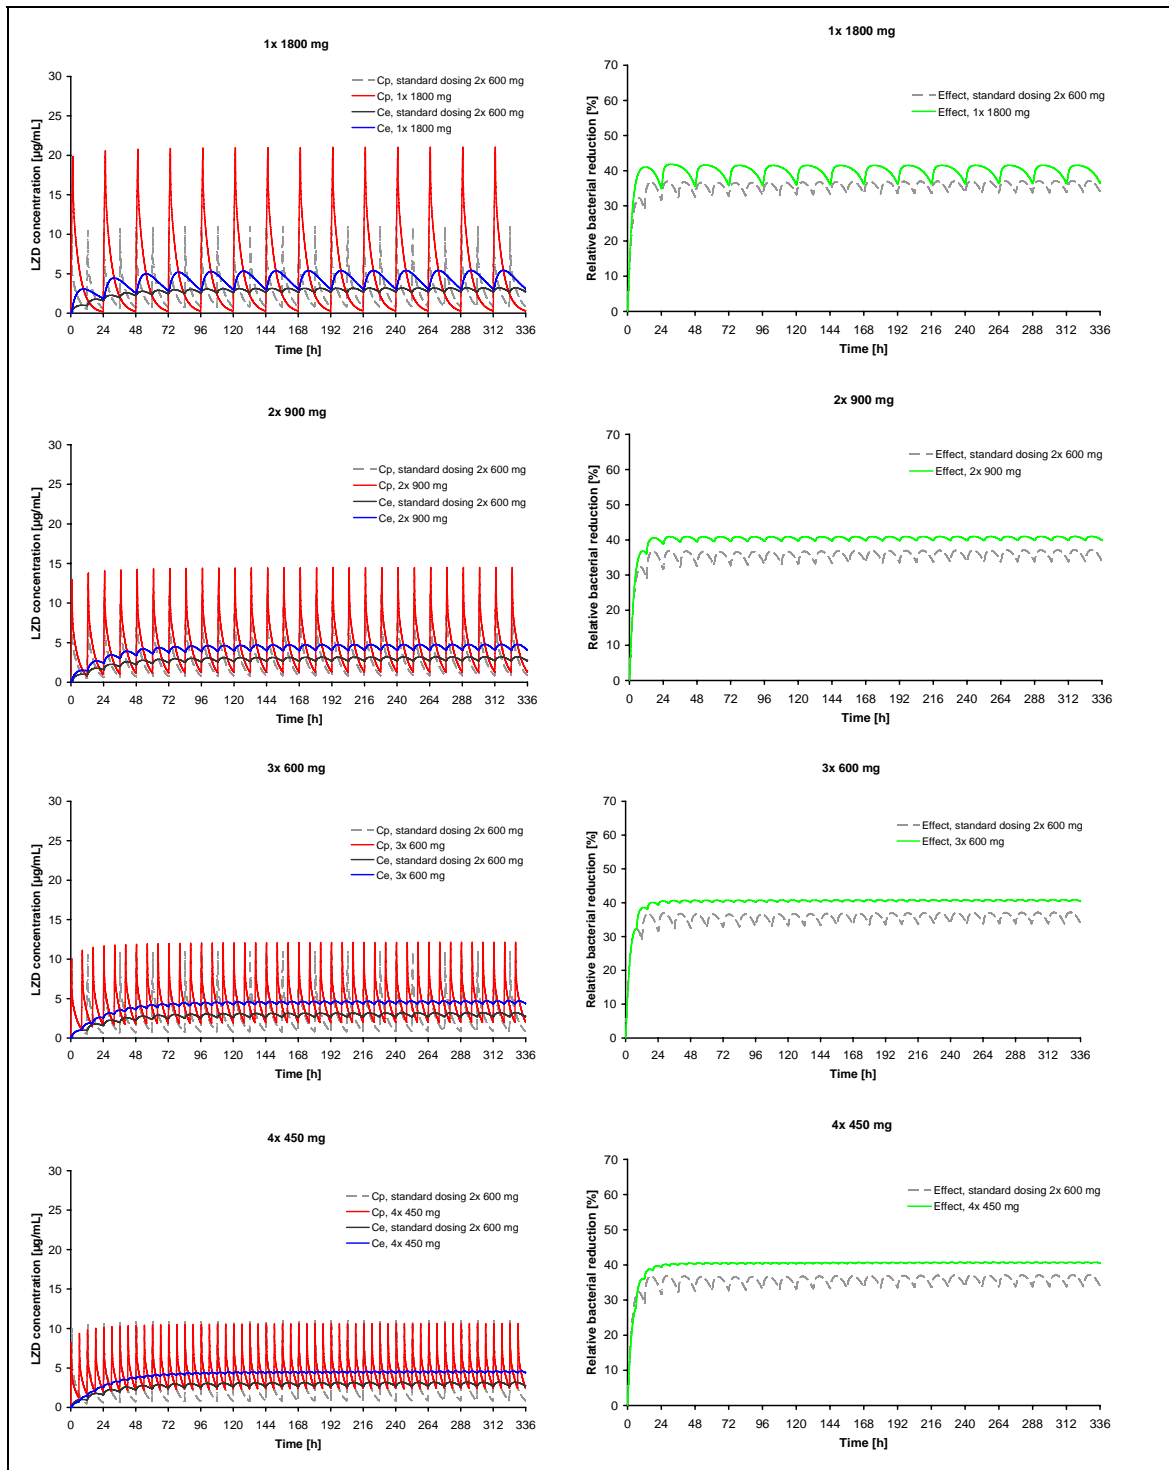 1x 1800 mg
LZD concentration [µg/mL]
30
25
20
15
10
5
0
Cp, standard dosing 2x 600 mg
Cp, 1x 1800 mg
Ce, standard dosing 2x 600 mg
Ce, 1x 1800 mg
0 24 48 72 96 120 144 168 192 216 240 264 288 312 336
Time [h]
1x 1800 mg
Relative bacterial reduction [%]
70
60
50
40
30
20
10
0
Effect, standard dosing 2x 600 mg
Effect, 1x 1800 mg
0 24 48 72 96 120 144 168 192 216 240 264 288 312 336
Time [h]
2x 900 mg
LZD concentration [µg/mL]
30
25
20
15
10
5
0
Cp, standard dosing 2x 600 mg
Cp, 2x 900 mg
Ce, standard dosing 2x 600 mg
Ce, 2x 900 mg
0 24 48 72 96 120 144 168 192 216 240 264 288 312 336
Time [h]
2x 900 mg
Relative bacterial reduction [%]
70
60
50
40
30
20
10
0
Effect, standard dosing 2x 600 mg
Effect, 2x 900 mg
0 24 48 72 96 120 144 168 192 216 240 264 288 312 336
Time [h]
3x 600 mg
LZD concentration [µg/mL]
30
25
20
15
10
5
0
Cp, standard dosing 2x 600 mg
Cp, 3x 600 mg
Ce, standard dosing 2x 600 mg
Ce, 3x 600 mg
0 24 48 72 96 120 144 168 192 216 240 264 288 312 336
Time [h]
3x 600 mg
Relative bacterial reduction [%]
70
60
50
40
30
20
10
0
Effect, standard dosing 2x 600 mg
Effect, 3x 600 mg
0 24 48 72 96 120 144 168 192 216 240 264 288 312 336
Time [h]
4x 450 mg
LZD concentration [µg/mL]
30
25
20
15
10
5
0
Cp, standard dosing 2x 600 mg
Cp, 4x 450 mg
Ce, standard dosing 2x 600 mg
Ce, 4x 450 mg
0 24 48 72 96 120 144 168 192 216 240 264 288 312 336
Time [h]
4x 450 mg
Relative bacterial reduction [%]
70
60
50
40
30
20
10
0
Effect, standard dosing 2x 600 mg
Effect, 4x 450 mg
0 24 48 72 96 120 144 168 192 216 240 264 288 312 336
Time [h]